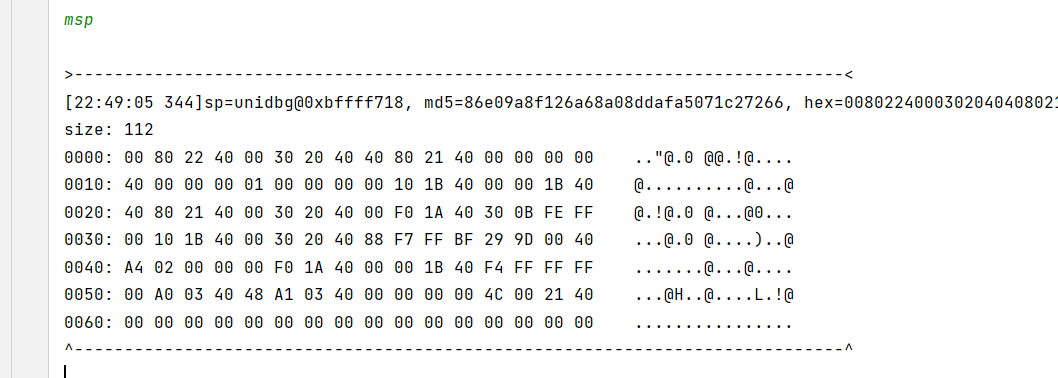 msp
>-----------------------------------------------------------------------------<
[22:49:05 344]sp=unidbg@0xbffff718, md5=86e09a8f126a68a08ddafa5071c27266, hex=0080224000302040408021
size: 112
0000: 00 80 22 40 00 30 20 40 40 80 21 40 00 00 00 00    .."@.0 @@.!@....
0010: 40 00 00 00 01 00 00 00 00 10 1B 40 00 00 1B 40    @..........@...@
0020: 40 80 21 40 00 30 20 40 00 F0 1A 40 30 0B FE FF    @.!@.0 @...@0...
0030: 00 10 1B 40 00 30 20 40 88 F7 FF BF 29 9D 00 40    ...@.0 @....)..@
0040: A4 02 00 00 00 F0 1A 40 00 00 1B 40 F4 FF FF FF    .......@...@....
0050: 00 A0 03 40 48 A1 03 40 00 00 00 00 4C 00 21 40    ...@H..@....L.!@
0060: 00 00 00 00 00 00 00 00 00 00 00 00 00 00 00 00    ................
^-----------------------------------------------------------------------------^